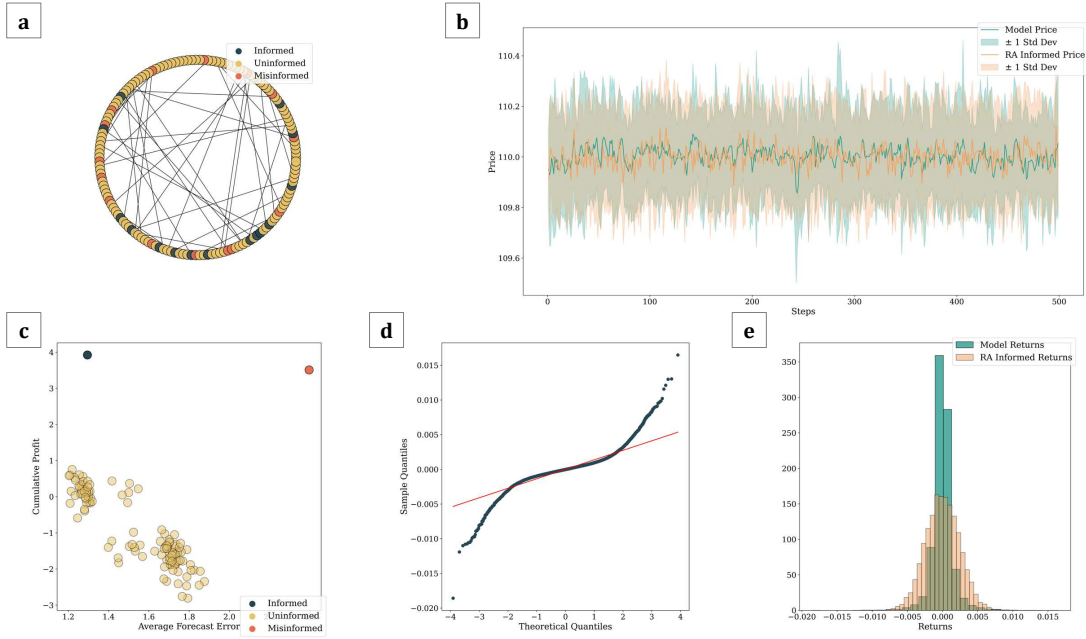 a
Informed
Uninformed
Misinformed
b
Model Price
± 1 Std Dev
RA Informed Price
± 1 Std Dev
110.4
110.2
110.0
109.8
109.6
Price
0
100
200
300
400
500
Steps
c
4
3
2
1
0
−1
−2
−3
Cumulative Profit
1.2
1.4
1.6
1.8
2.0
Average Forecast Error
Informed
Uninformed
Misinformed
d
0.015
0.010
0.005
0.000
−0.005
−0.010
−0.015
−0.020
Sample Quantiles
−4
−3
−2
−1
0
1
2
3
4
Theoretical Quantiles
e
Model Returns
RA Informed Returns
350
300
250
200
150
100
50
0
−0.020
−0.015
−0.010
−0.005
0.000
0.005
0.010
0.015
Returns